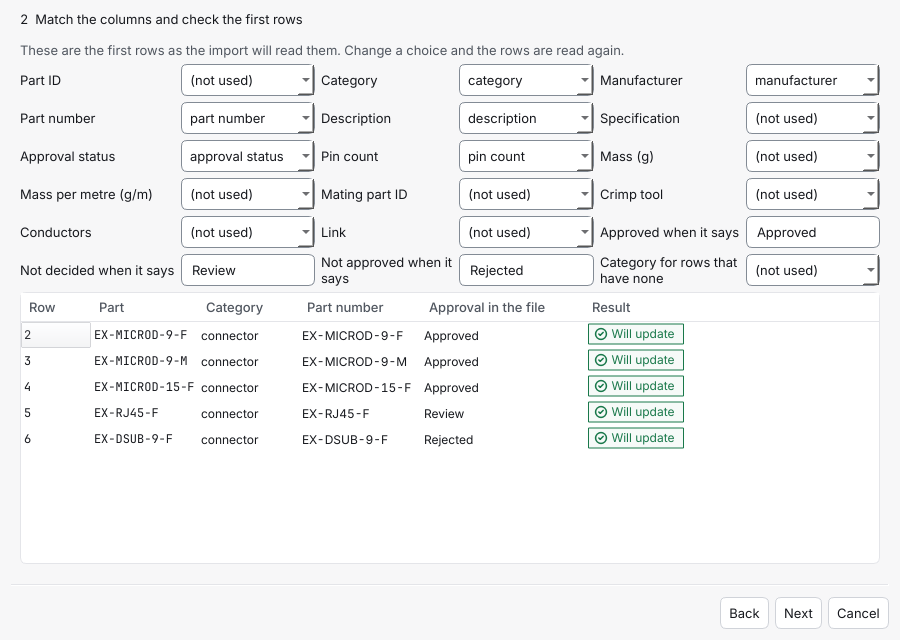 2 Match the columns and check the first rows
These are the first rows as the import will read them. Change a choice and the rows are read again.
Part ID (not used) Category category Manufacturer manufacturer
Part number part number Description description Specification (not used)
Approval status approval status Pin count pin count Mass (g) (not used)
Mass per metre (g/m) (not used) Mating part ID (not used) Crimp tool (not used)
Conductors (not used) Link (not used) Approved when it says Approved
Not decided when it says Review Not approved when it says Rejected Category for rows that have none (not used)
Row Part Category Part number Approval in the file Result
2 EX-MICROD-9-F connector EX-MICROD-9-F Approved Will update
3 EX-MICROD-9-M connector EX-MICROD-9-M Approved Will update
4 EX-MICROD-15-F connector EX-MICROD-15-F Approved Will update
5 EX-RJ45-F connector EX-RJ45-F Review Will update
6 EX-DSUB-9-F connector EX-DSUB-9-F Rejected Will update
Back Next Cancel